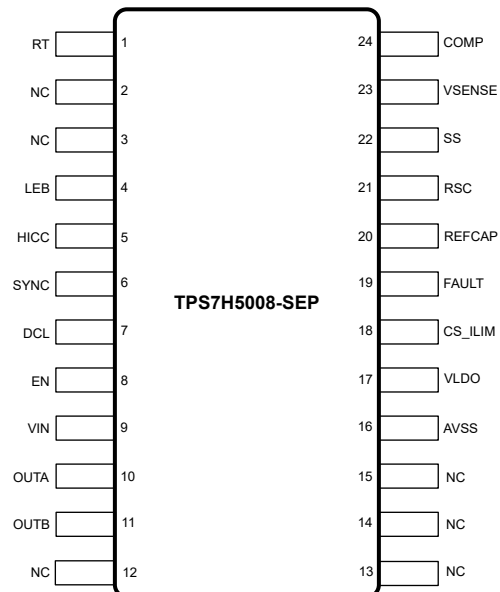 RT 1 24 COMP
NC 2 23 VSENSE
NC 3 22 SS
LEB 4 21 RSC
HICC 5 20 REFCAP
SYNC 6 19 FAULT
TPS7H5008-SEP
DCL 7 18 CS_ILIM
EN 8 17 VLDO
VIN 9 16 AVSS
OUTA 10 15 NC
OUTB 11 14 NC
NC 12 13 NC